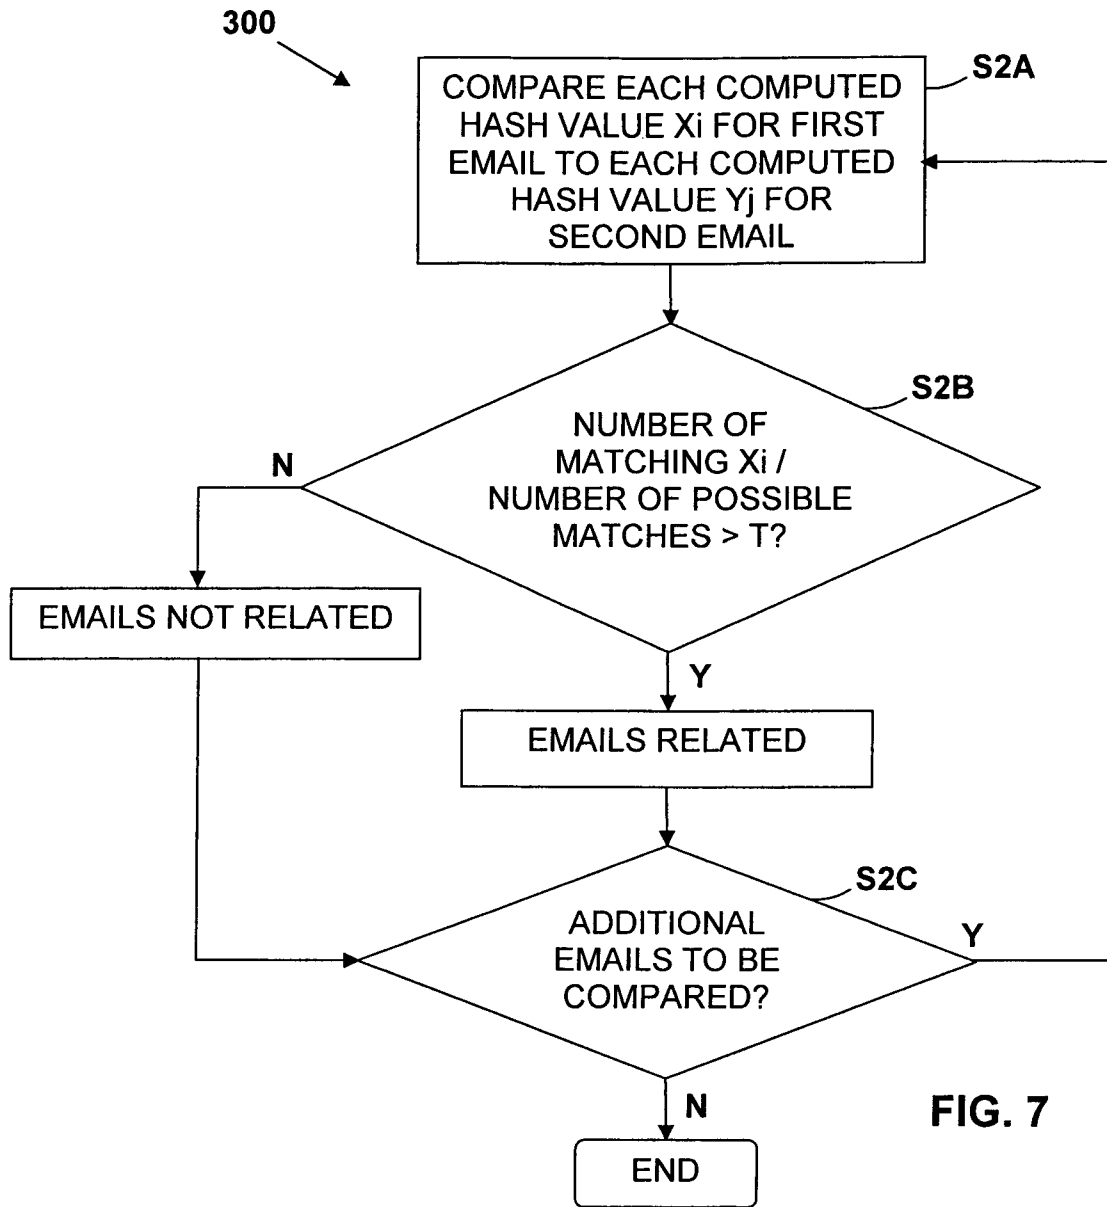 300
S2A
COMPARE EACH COMPUTED
HASH VALUE Xi FOR FIRST
EMAIL TO EACH COMPUTED
HASH VALUE Yj FOR
SECOND EMAIL
S2B
NUMBER OF
MATCHING Xi /
NUMBER OF POSSIBLE
MATCHES > T?
N
EMAILS NOT RELATED
Y
EMAILS RELATED
S2C
ADDITIONAL
EMAILS TO BE
COMPARED?
Y
N
FIG. 7
END